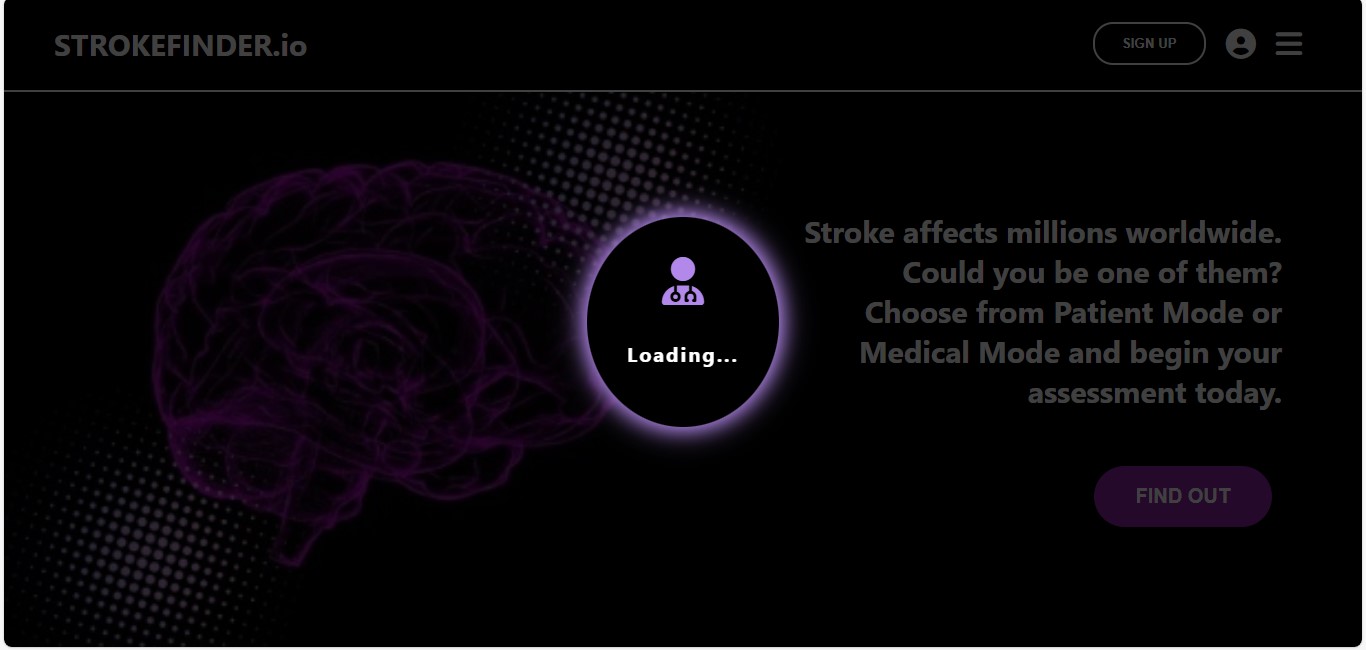 STROKEFINDER.io
SIGN UP
Stroke affects millions worldwide.
Could you be one of them?
Choose from Patient Mode or
Medical Mode and begin your
assessment today.
Loading...
FIND OUT